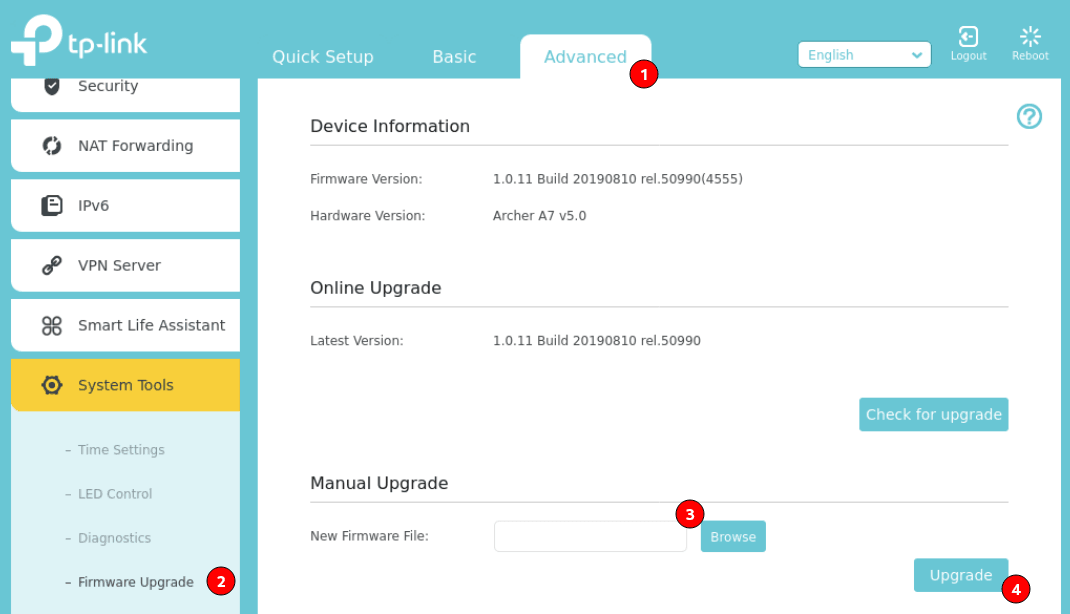 tp-link
Quick Setup
Basic
Advanced
1
English
Logout
Reboot
Security
NAT Forwarding
IPv6
VPN Server
Smart Life Assistant
System Tools
– Time Settings
– LED Control
– Diagnostics
– Firmware Upgrade
2
?
Device Information
Firmware Version: 1.0.11 Build 20190810 rel.50990(4555)
Hardware Version: Archer A7 v5.0
Online Upgrade
Latest Version: 1.0.11 Build 20190810 rel.50990
Check for upgrade
Manual Upgrade
New Firmware File:
3
Browse
Upgrade
4